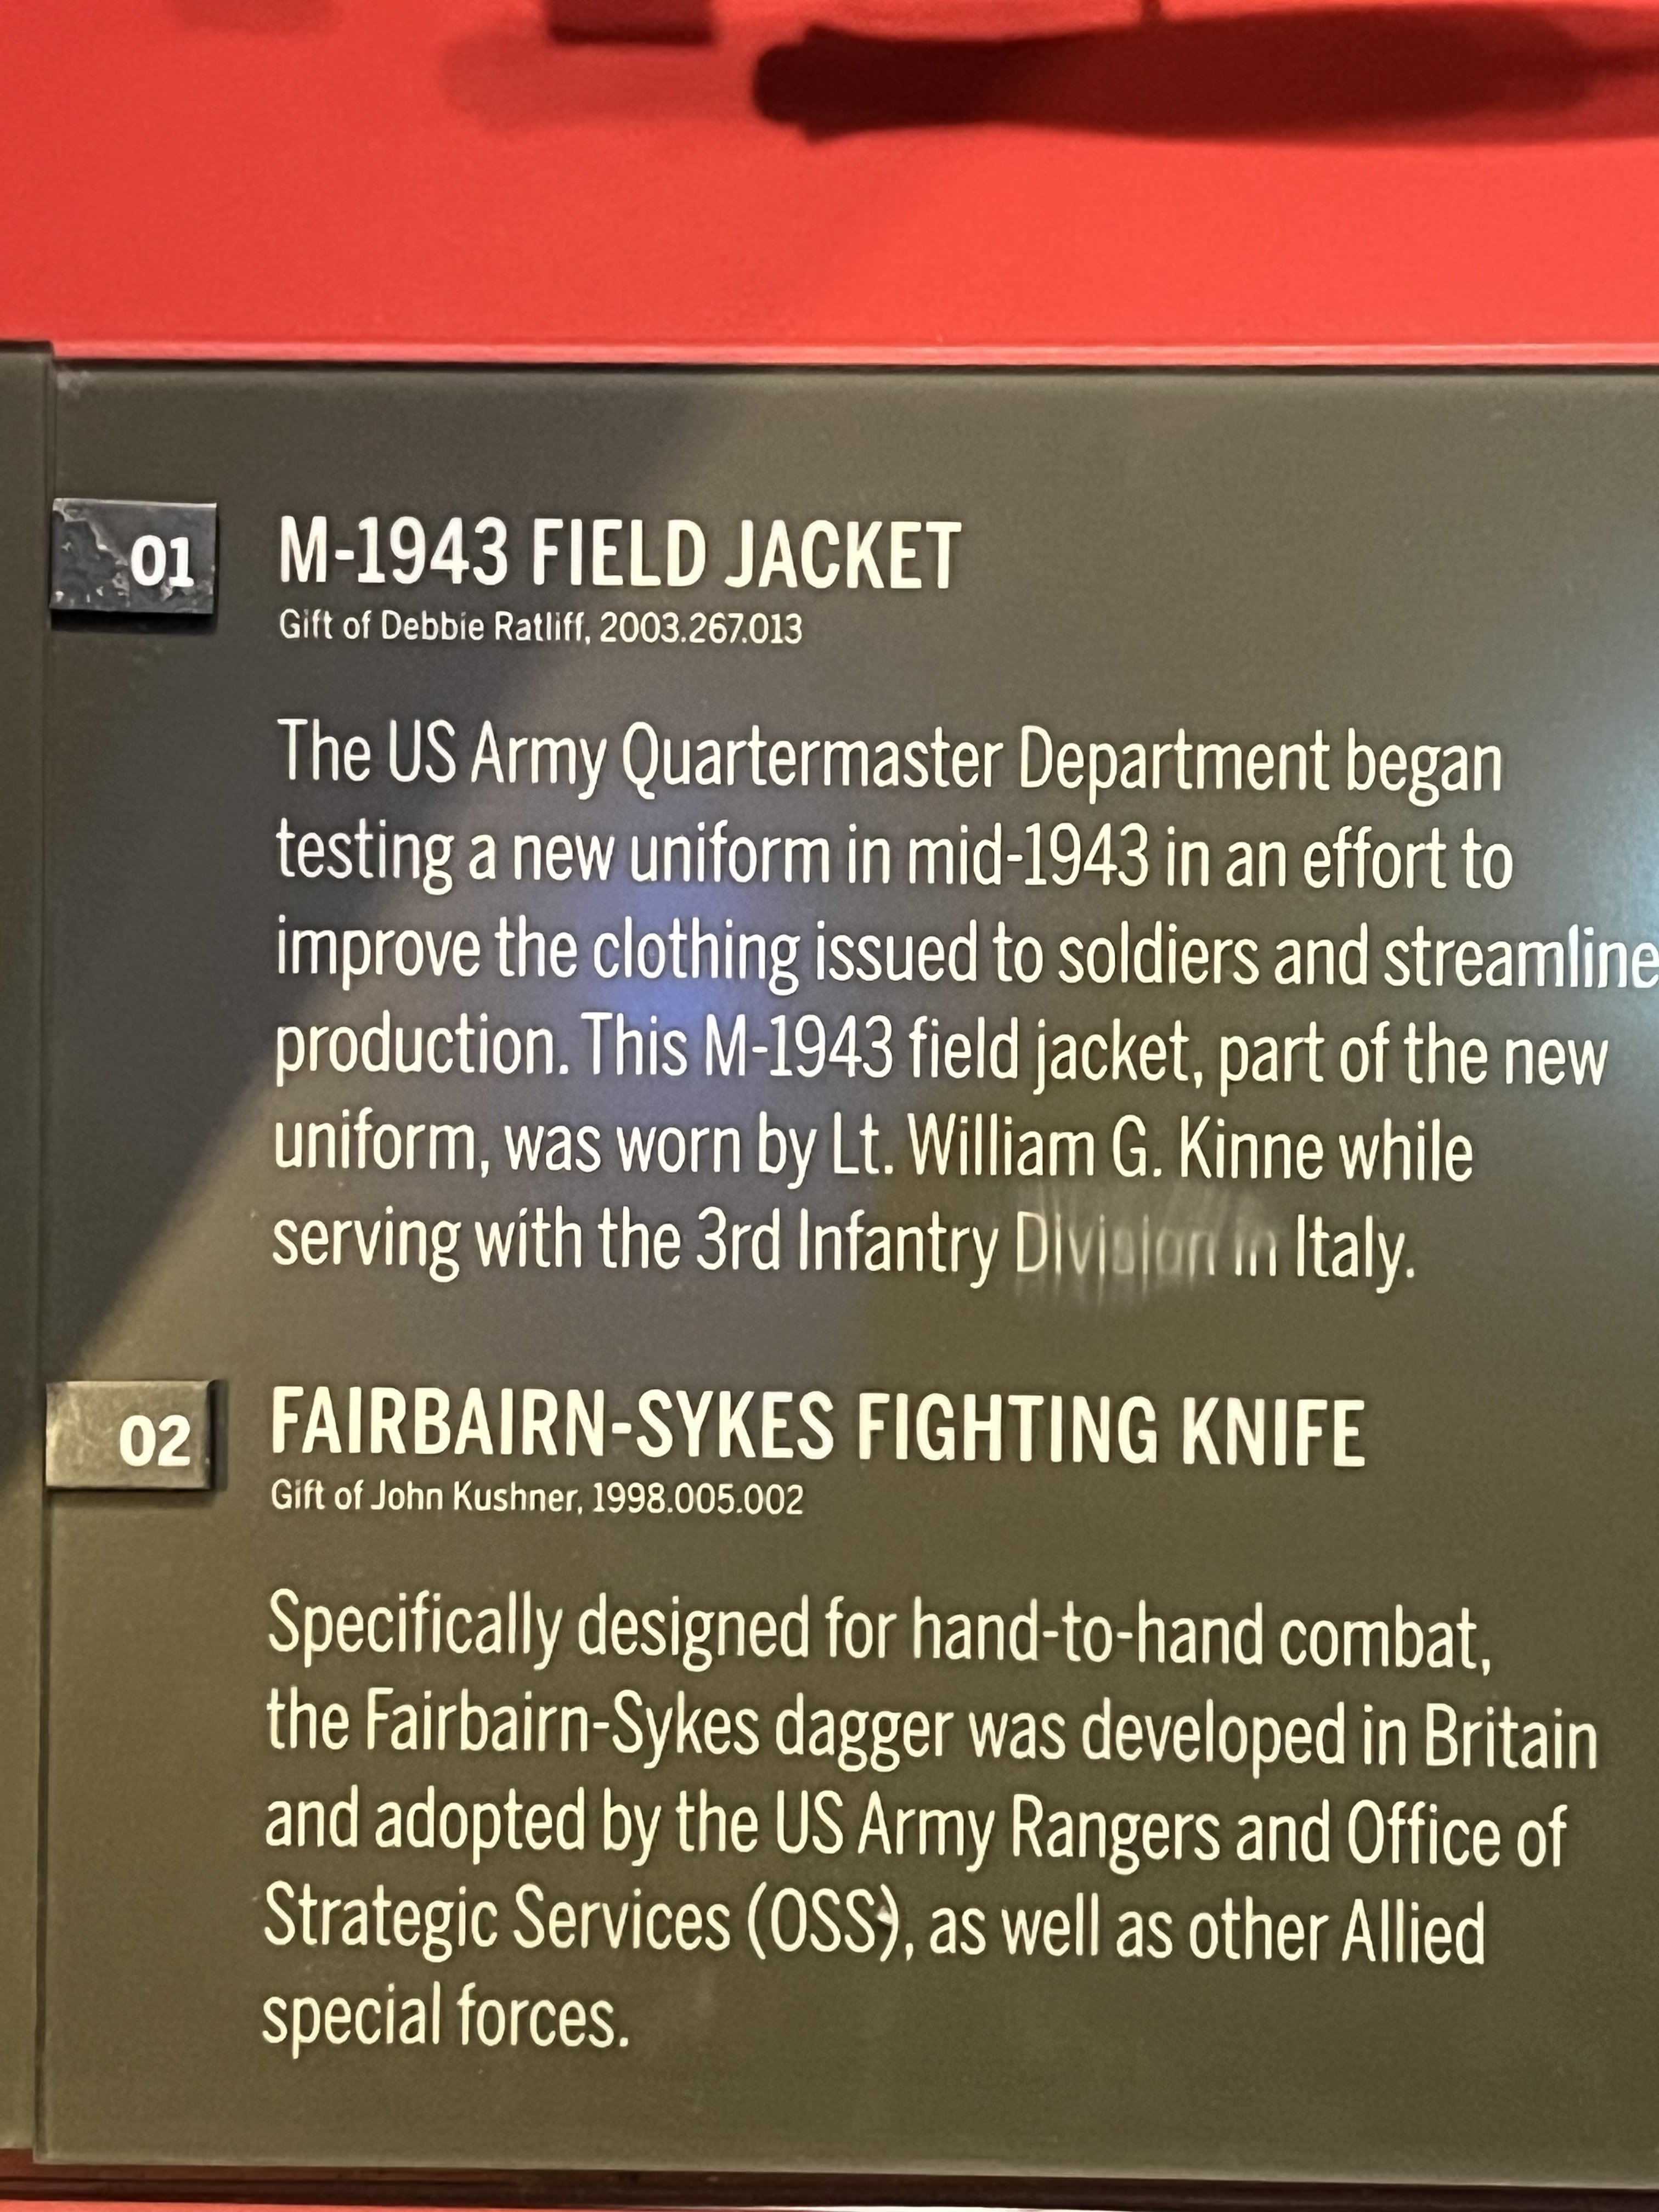 01
M-1943 FIELD JACKET
Gift of Debbie Ratliff, 2003.267.013
The US Army Quartermaster Department began
testing a new uniform in mid-1943 in an effort to
improve the clothing issued to soldiers and streamline
production. This M-1943 field jacket, part of the new
uniform, was worn by Lt. William G. Kinne while
serving with the 3rd Infantry Division in Italy.
02
FAIRBAIRN-SYKES FIGHTING KNIFE
Gift of John Kushner, 1998.005.002
Specifically designed for hand-to-hand combat,
the Fairbairn-Sykes dagger was developed in Britain
and adopted by the US Army Rangers and Office of
Strategic Services (OSS), as well as other Allied
special forces.